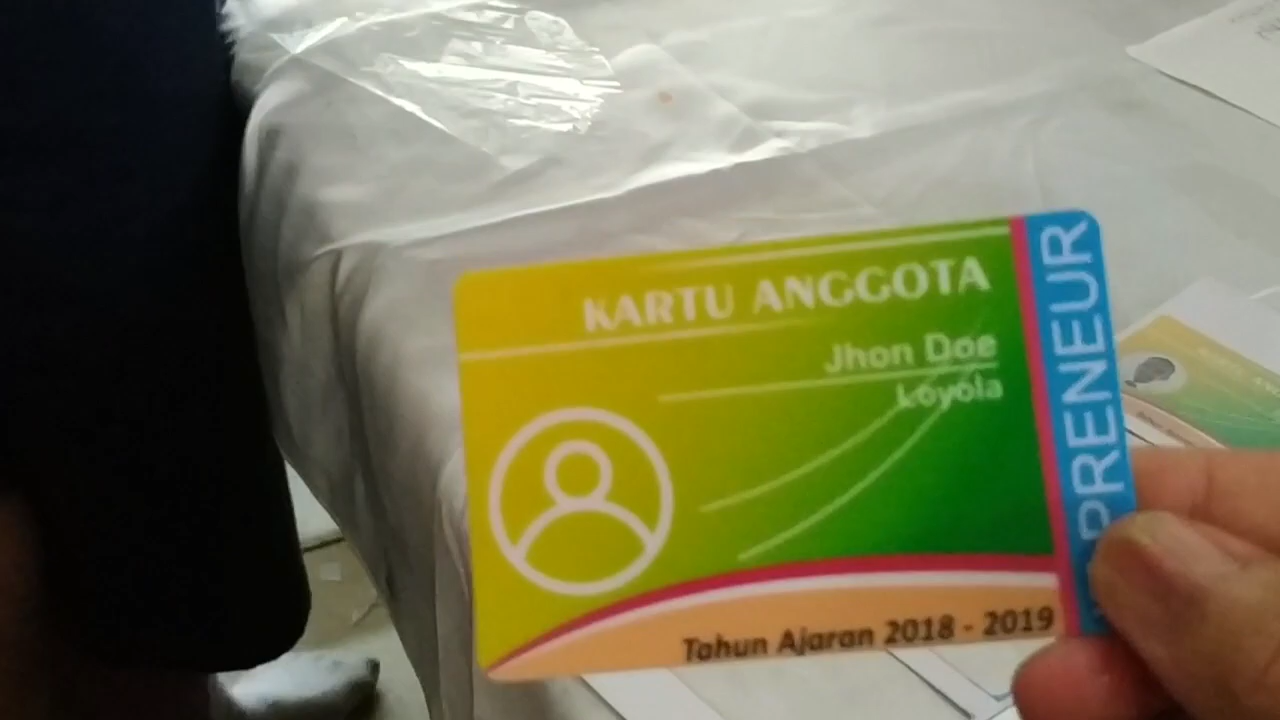 KARTU ANGGOTA
Jhon Doe
Loyola
Tahun Ajaran 2018 - 2019
PRENEUR